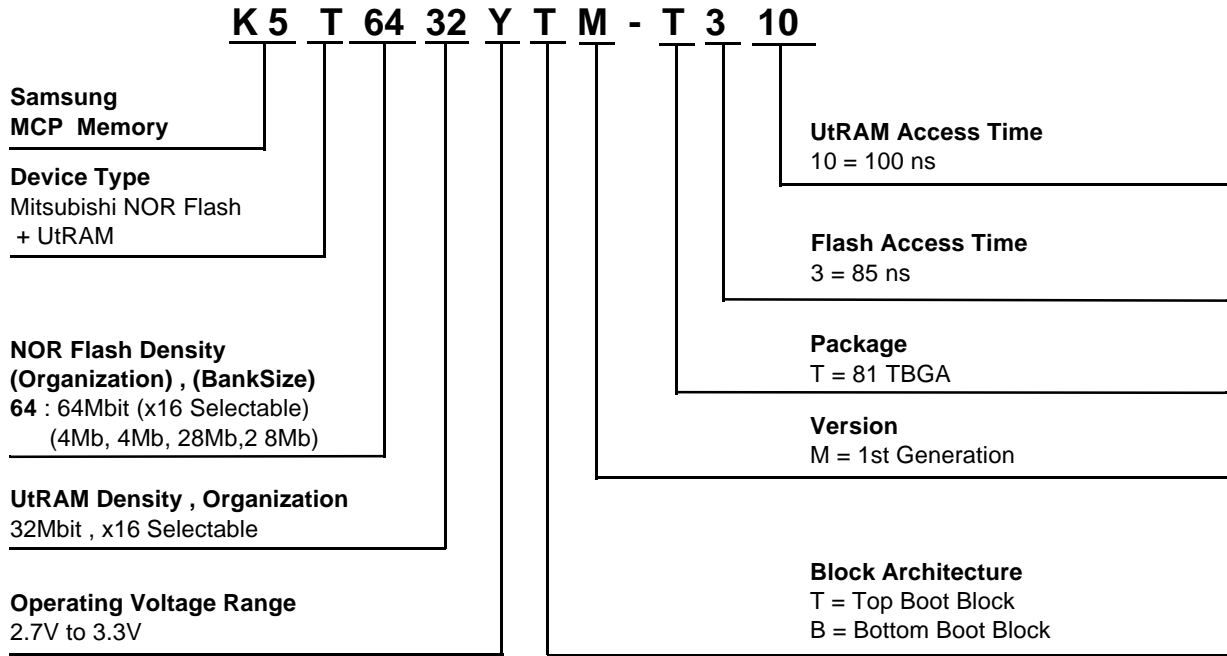 K5 T 64 32 Y T M - T 3 10
Samsung
MCP Memory
Device Type
Mitsubishi NOR Flash
+ UtRAM
NOR Flash Density
(Organization) , (BankSize)
64 : 64Mbit (x16 Selectable)
(4Mb, 4Mb, 28Mb,2 8Mb)
UtRAM Density , Organization
32Mbit , x16 Selectable
Operating Voltage Range
2.7V to 3.3V
UtRAM Access Time
10 = 100 ns
Flash Access Time
3 = 85 ns
Package
T = 81 TBGA
Version
M = 1st Generation
Block Architecture
T = Top Boot Block
B = Bottom Boot Block